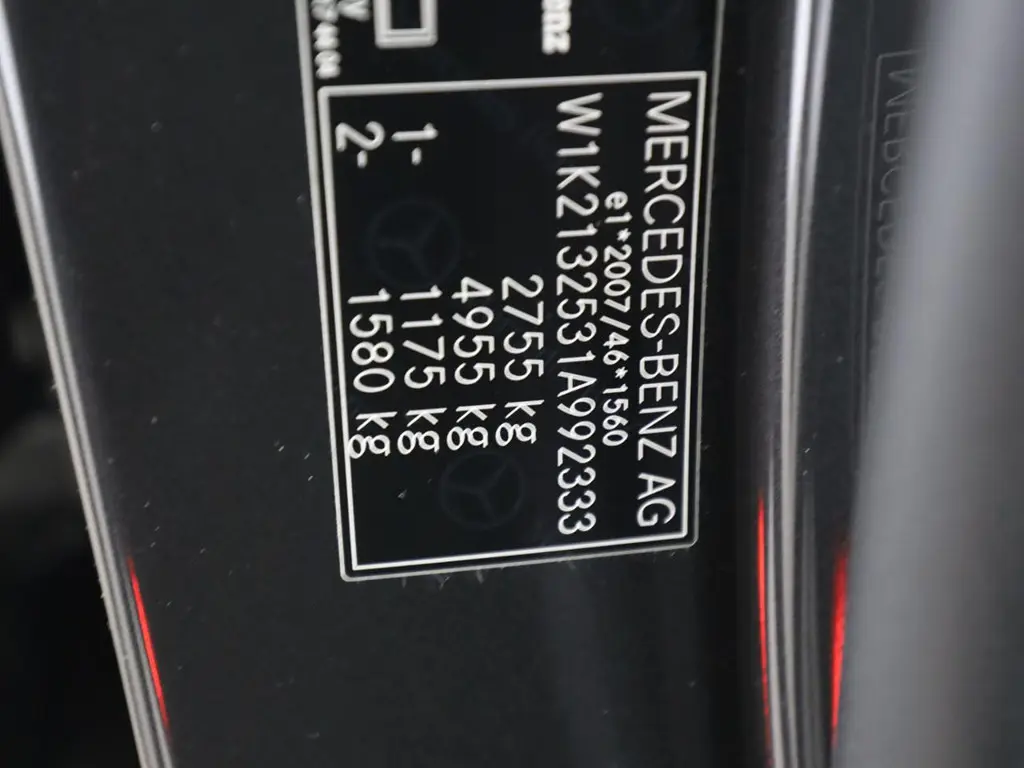 MERCEDES-BENZ AG
e1*2007/46*1560
W1K2132531A992333
2755 kg
4955 kg
1- 1175 kg
2- 1580 kg